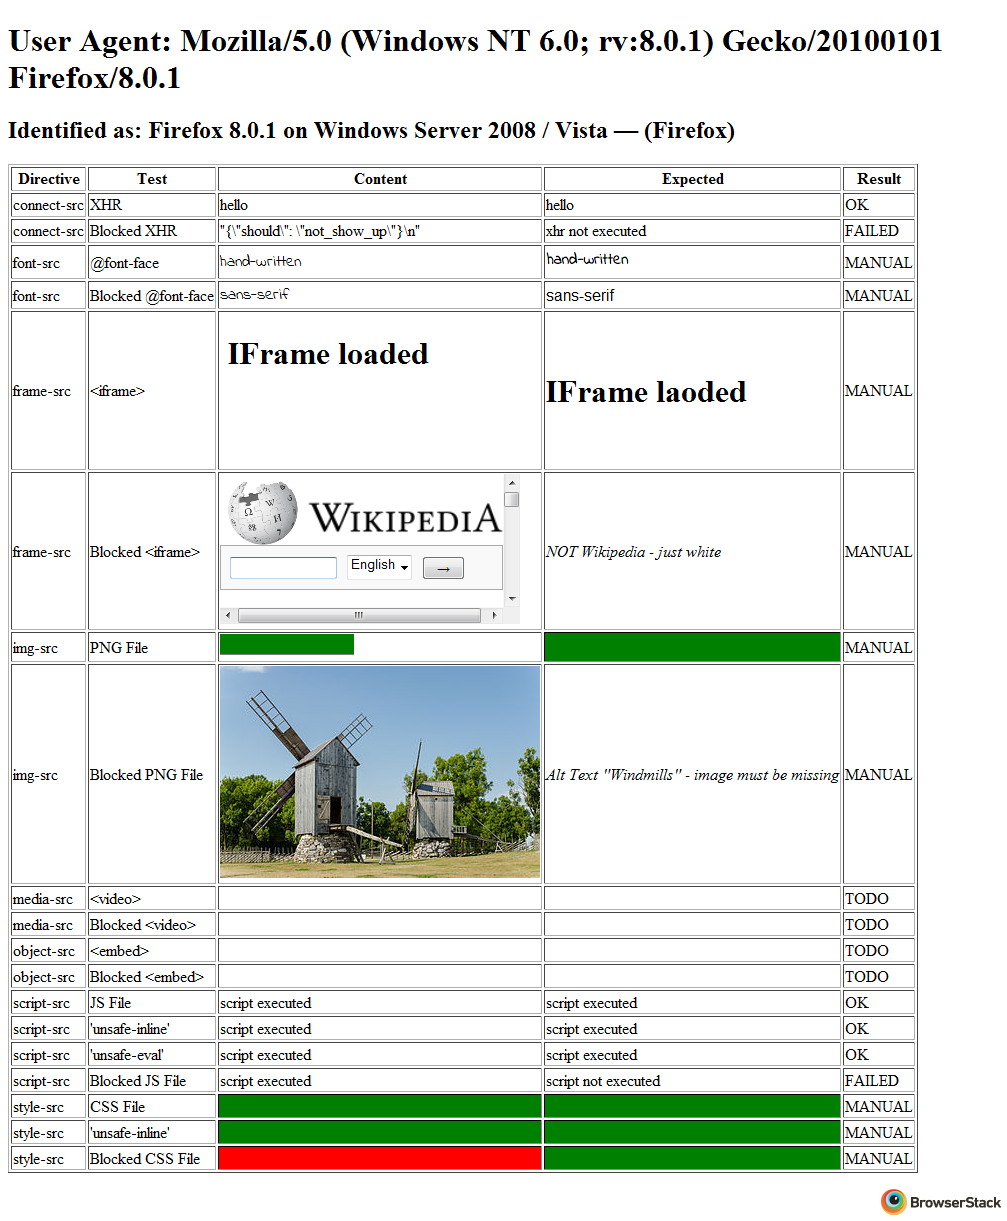 User Agent: Mozilla/5.0 (Windows NT 6.0; rv:8.0.1) Gecko/20100101
Firefox/8.0.1
Identified as: Firefox 8.0.1 on Windows Server 2008 / Vista — (Firefox)
Directive Test Content Expected Result
connect-src XHR hello hello OK
connect-src Blocked XHR "{\"should\": \"not_show_up\"}\n" xhr not executed FAILED
font-src @font-face hand-written hand-written MANUAL
font-src Blocked @font-face sans-serif sans-serif MANUAL
frame-src <iframe> IFrame loaded IFrame laoded MANUAL
WIKIPEDIA
English →
frame-src Blocked <iframe> NOT Wikipedia - just white MANUAL
img-src PNG File MANUAL
img-src Blocked PNG File Alt Text "Windmills" - image must be missing MANUAL
media-src <video> TODO
media-src Blocked <video> TODO
object-src <embed> TODO
object-src Blocked <embed> TODO
script-src JS File script executed script executed OK
script-src 'unsafe-inline' script executed script executed OK
script-src 'unsafe-eval' script executed script executed OK
script-src Blocked JS File script executed script not executed FAILED
style-src CSS File MANUAL
style-src 'unsafe-inline' MANUAL
style-src Blocked CSS File MANUAL
BrowserStack